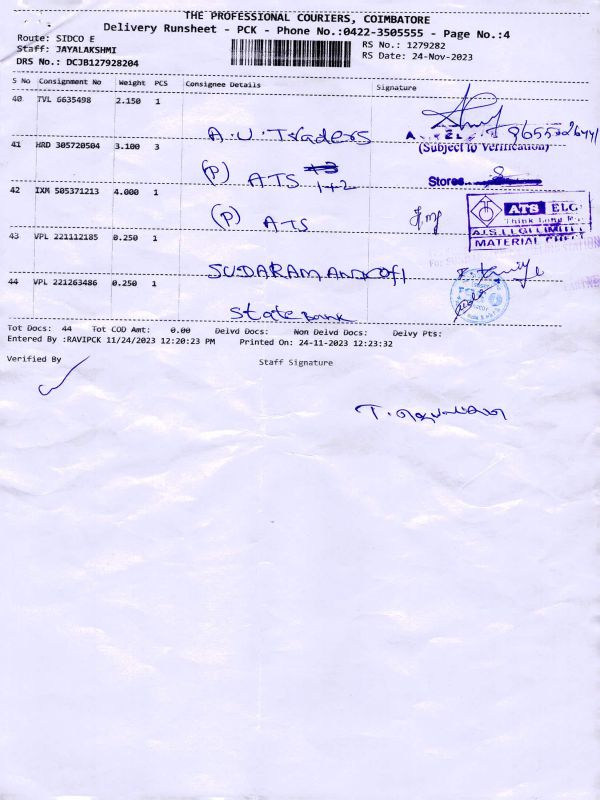 THE PROFESSIONAL COURIERS, COIMBATORE
Delivery Runsheet - PCK - Phone No.:0422-3505555 - Page No.:4
Route: SIDCO E
Staff: JAYALAKSHMI
DRS No.: DCJB127928204
RS No.: 1279282
RS Date: 24-Nov-2023
S No Consignment No Weight PCS Consignee Details Signature
40 TVL 6635498 2.150 1
A.U.Traders
(Subject to Verification)
41 HRD 305720504 3.100 3
(P) ATS 1+2
Stores
42 IXM 505371213 4.000 1
(P) ATS
ATS ELGi
MATERIAL
43 VPL 221112185 0.250 1
44 VPL 221263486 0.250 1
State Bank
Tot Docs: 44 Tot COD Amt: 0.00 Delvd Docs: Non Delvd Docs: Delvy Pts:
Entered By :RAVIPCK 11/24/2023 12:20:23 PM Printed On: 24-11-2023 12:23:32
Verified By
Staff Signature